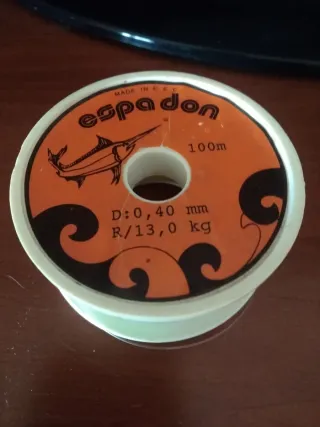 MADE IN E.E.C
espadon
100m
D:0,40 mm
R/13,0 kg